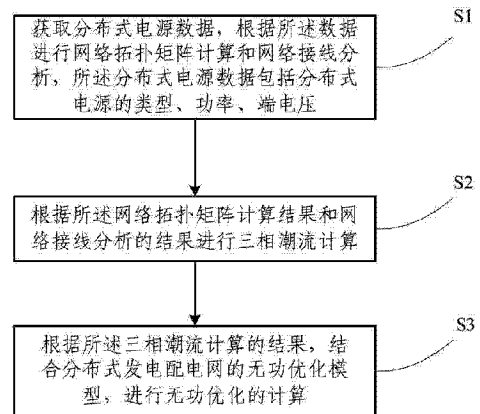 S1
获取分布式电源数据，根据所述数据
进行网络拓扑矩阵计算和网络接线分
析，所述分布式电源数据包括分布式
电源的类型、功率、端电压
S2
根据所述网络拓扑矩阵计算结果和网
络接线分析的结果进行三相潮流计算
S3
根据所述三相潮流计算的结果，结
合分布式发电配电网的无功优化模
型，进行无功优化的计算